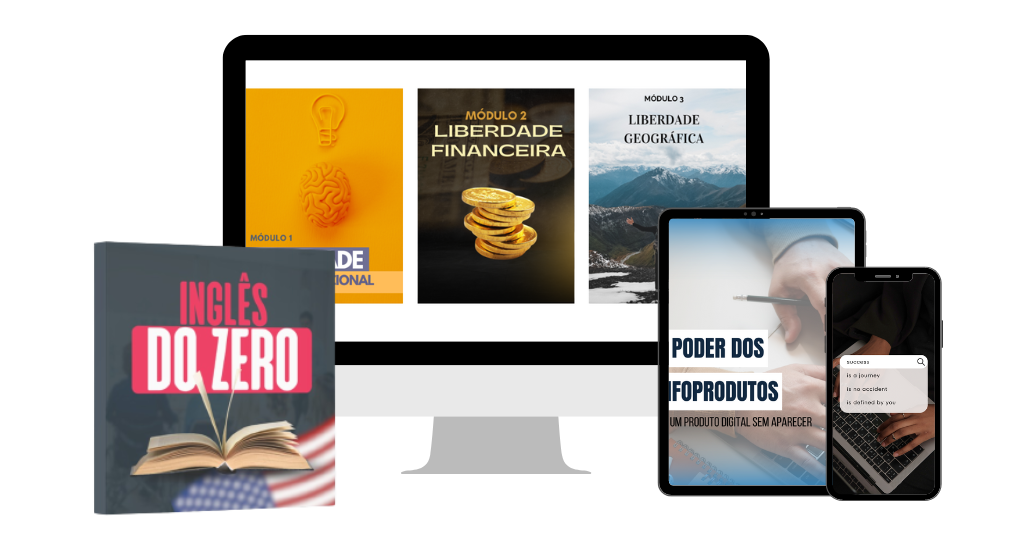 MÓDULO 1
ADE
CIONAL
MÓDULO 2
LIBERDADE
FINANCEIRA
MÓDULO 3
LIBERDADE
GEOGRÁFICA
INGLÊS
DO ZERO
PODER DOS
IFOPRODUTOS
UM PRODUTO DIGITAL SEM APARECER
success
is a journey
is no accident
is defined by you